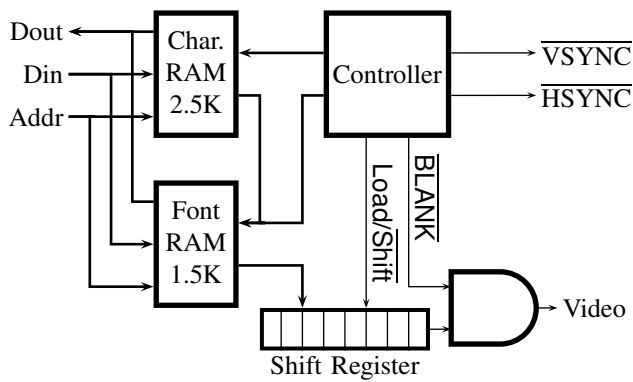 Dout
Din
Addr
Char.
RAM
2.5K
Controller
VSYNC
HSYNC
Font
RAM
1.5K
Load/Shift
BLANK
Video
Shift Register